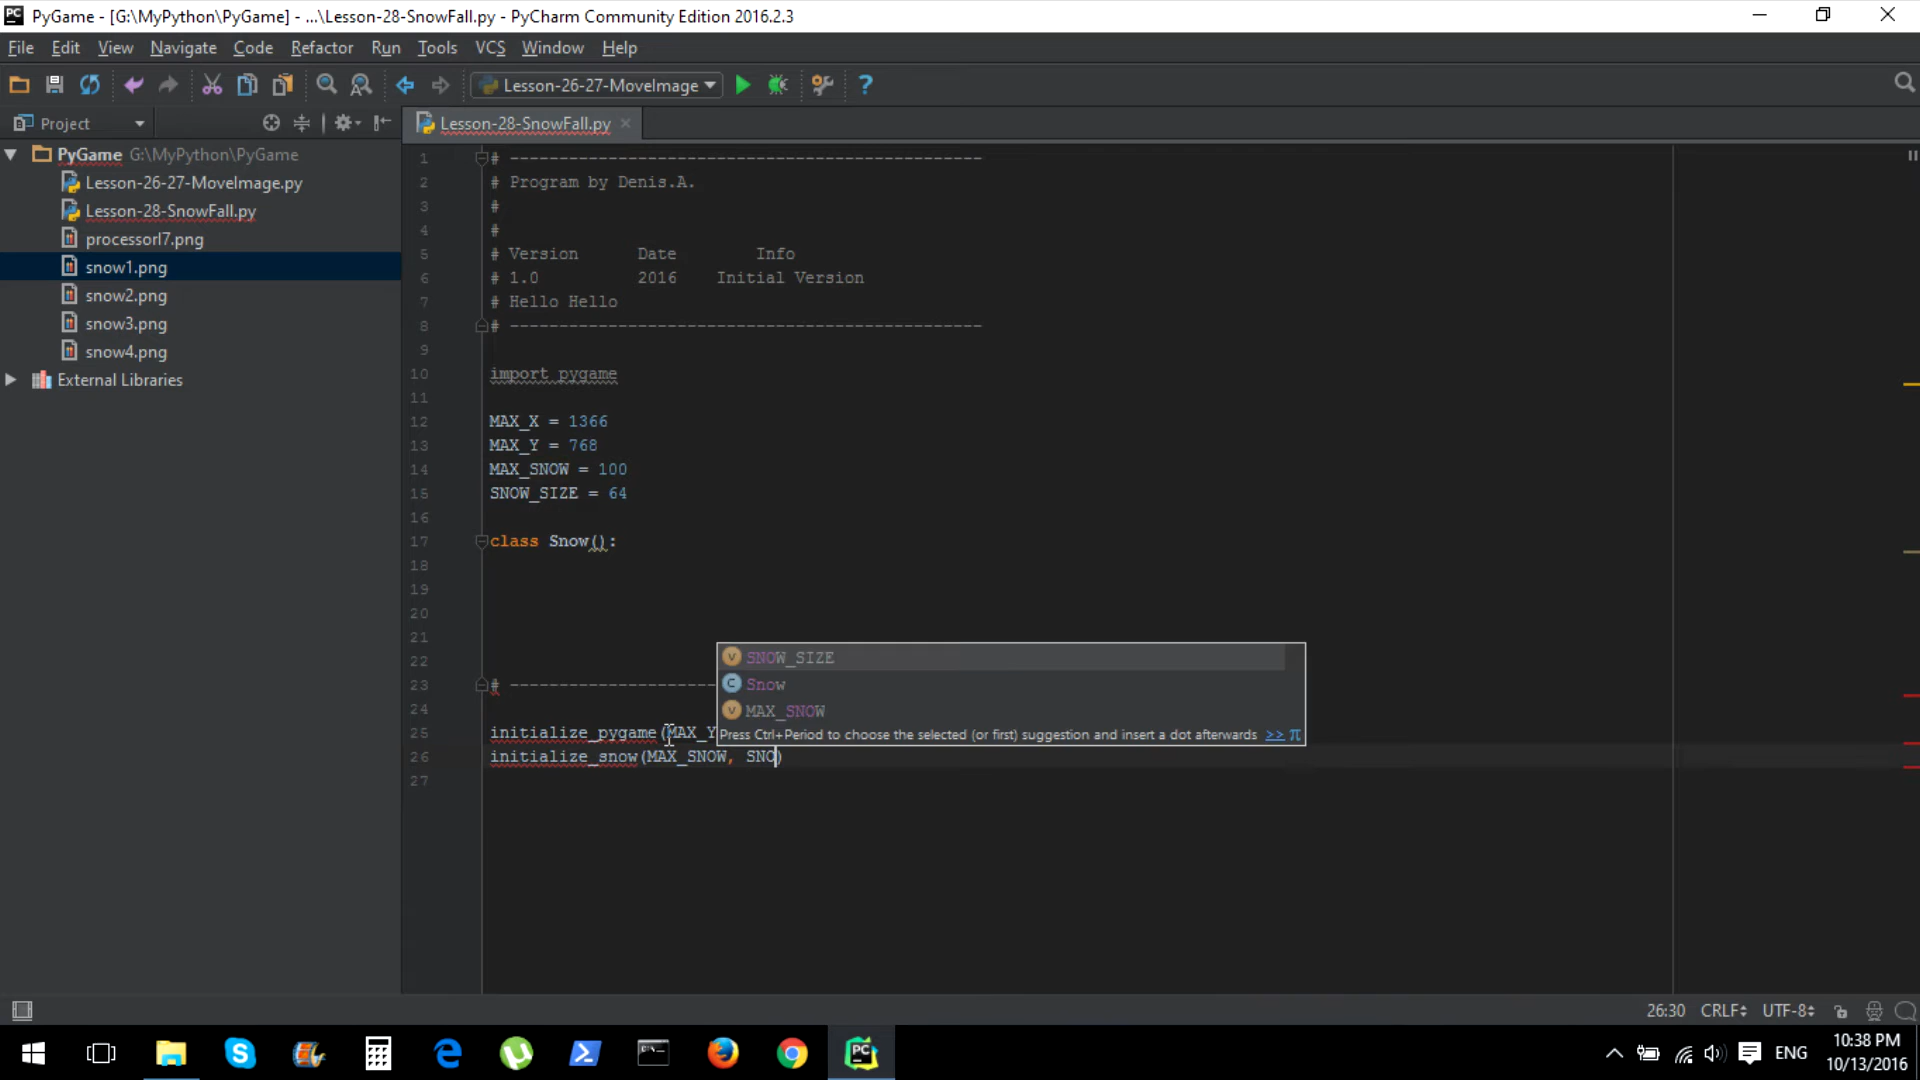 PyGame - [G:\MyPython\PyGame] - ...\Lesson-28-SnowFall.py - PyCharm Community Edition 2016.2.3
File Edit View Navigate Code Refactor Run Tools VCS Window Help
Lesson-26-27-MoveImage
Project
Lesson-28-SnowFall.py
PyGame G:\MyPython\PyGame
Lesson-26-27-MoveImage.py
Lesson-28-SnowFall.py
processorI7.png
snow1.png
snow2.png
snow3.png
snow4.png
External Libraries
1 # ------------------------------------------------
2 # Program by Denis.A.
3 #
4 #
5 # Version Date Info
6 # 1.0 2016 Initial Version
7 # Hello Hello
8 # ------------------------------------------------
9
10 import pygame
11
12 MAX_X = 1366
13 MAX_Y = 768
14 MAX_SNOW = 100
15 SNOW_SIZE = 64
16
17 class Snow():
18
19
20
21
22
23 # ---------------------
24
25 initialize_pygame(MAX_Y
26 initialize_snow(MAX_SNOW, SNO)
27
SNOW_SIZE
Snow
MAX_SNOW
Press Ctrl+Period to choose the selected (or first) suggestion and insert a dot afterwards >> π
26:30 CRLF UTF-8
ENG
10:38 PM
10/13/2016